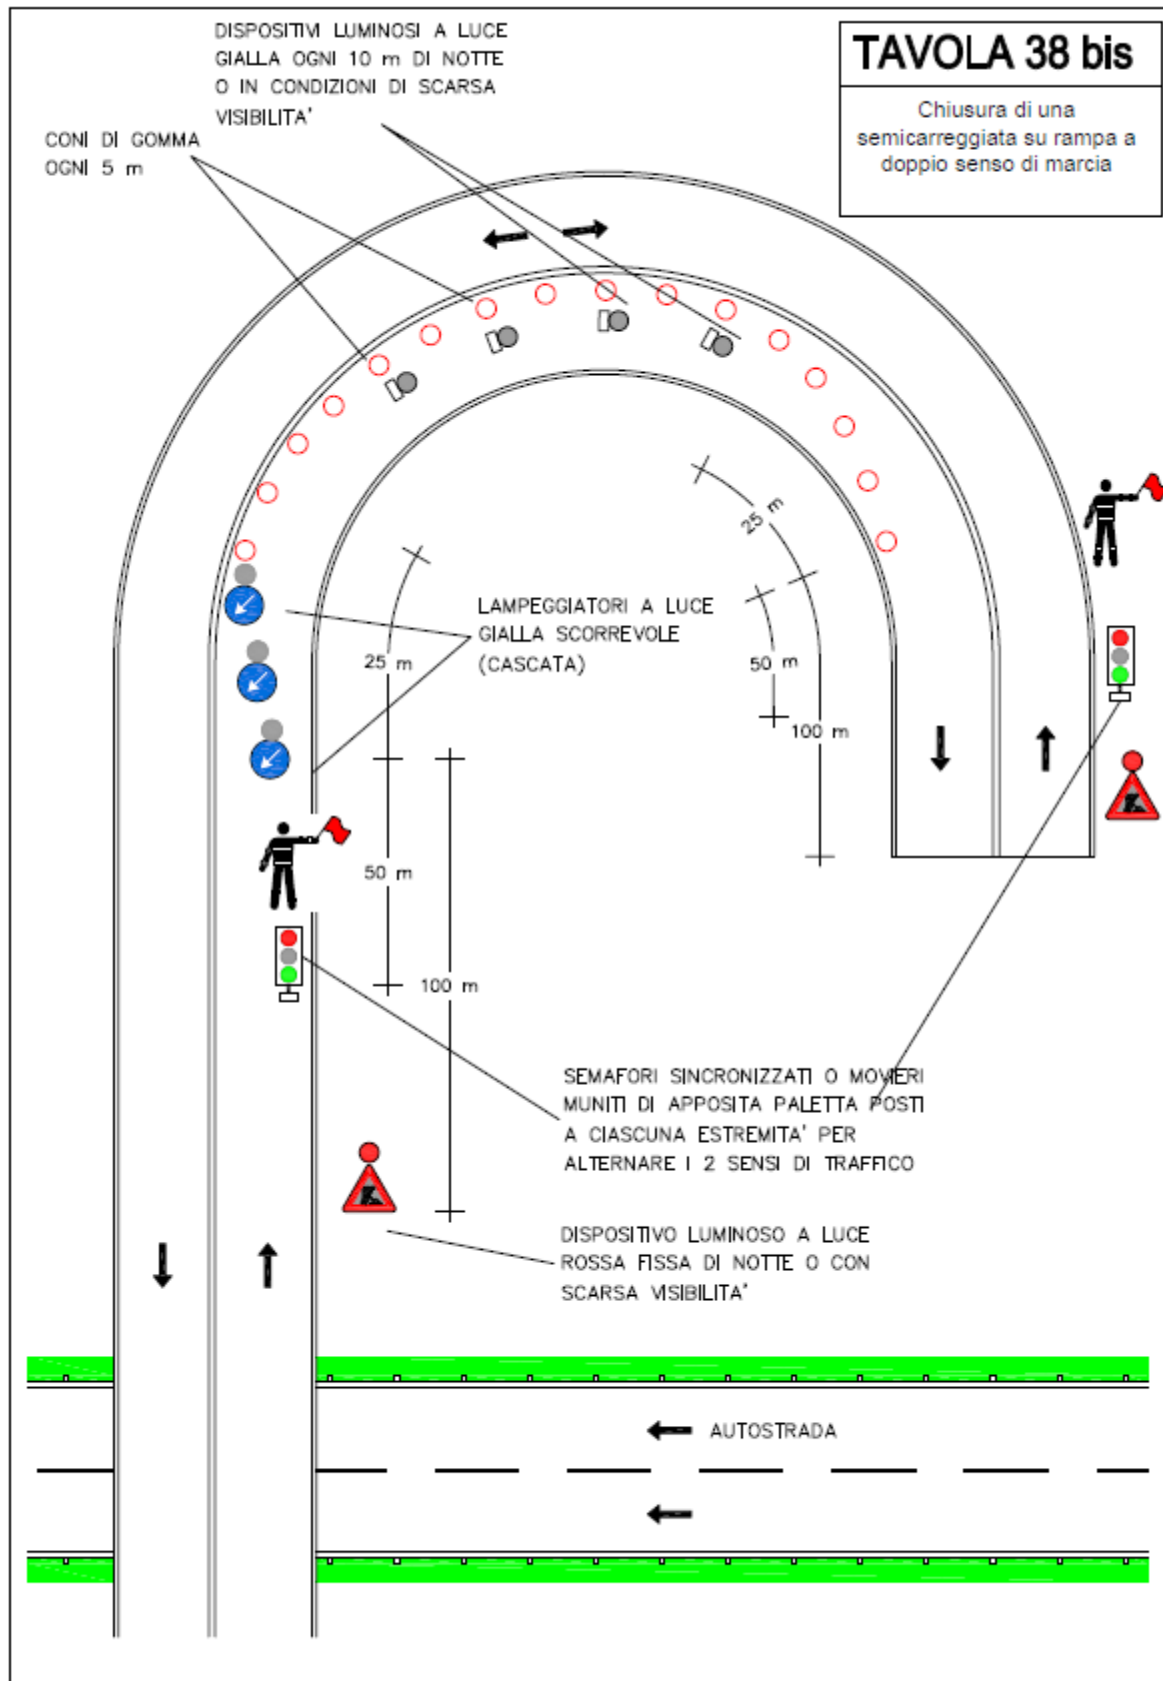 DISPOSITIVI LUMINOSI A LUCE
GIALLA OGNI 10 m DI NOTTE
O IN CONDIZIONI DI SCARSA
VISIBILITA'
TAVOLA 38 bis
Chiusura di una
semicarreggiata su rampa a
doppio senso di marcia
CONI DI GOMMA
OGNI 5 m
25 m
LAMPEGGIATORI A LUCE
GIALLA SCORREVOLE
(CASCATA)
25 m
50 m
100 m
50 m
100 m
SEMAFORI SINCRONIZZATI O MOVIERI
MUNITI DI APPOSITA PALETTA POSTI
A CIASCUNA ESTREMITA' PER
ALTERNARE I 2 SENSI DI TRAFFICO
DISPOSITIVO LUMINOSO A LUCE
ROSSA FISSA DI NOTTE O CON
SCARSA VISIBILITA'
AUTOSTRADA